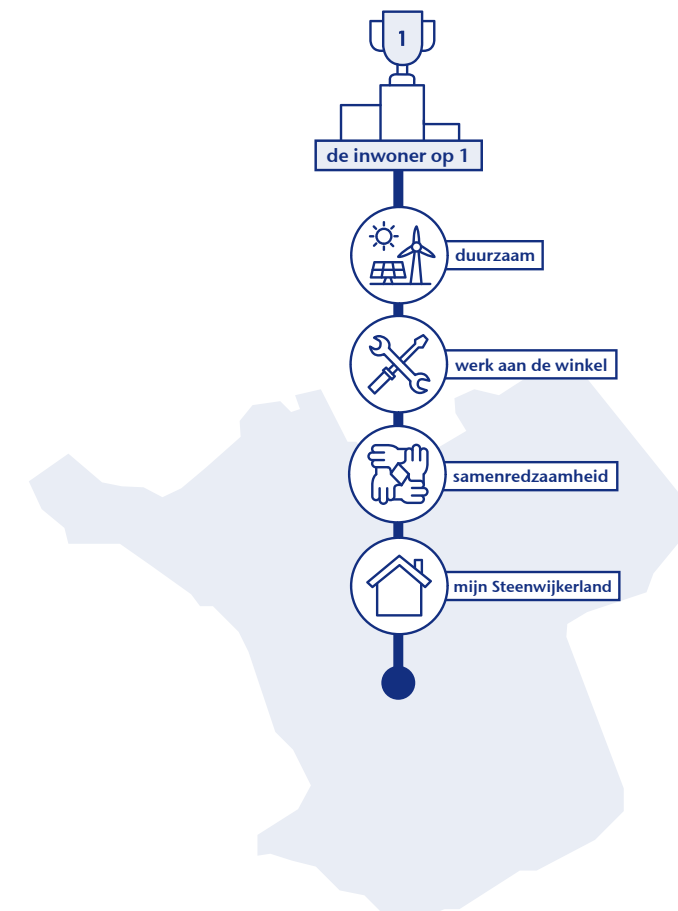 1
de inwoner op 1
duurzaam
werk aan de winkel
samenredzaamheid
mijn Steenwijkerland